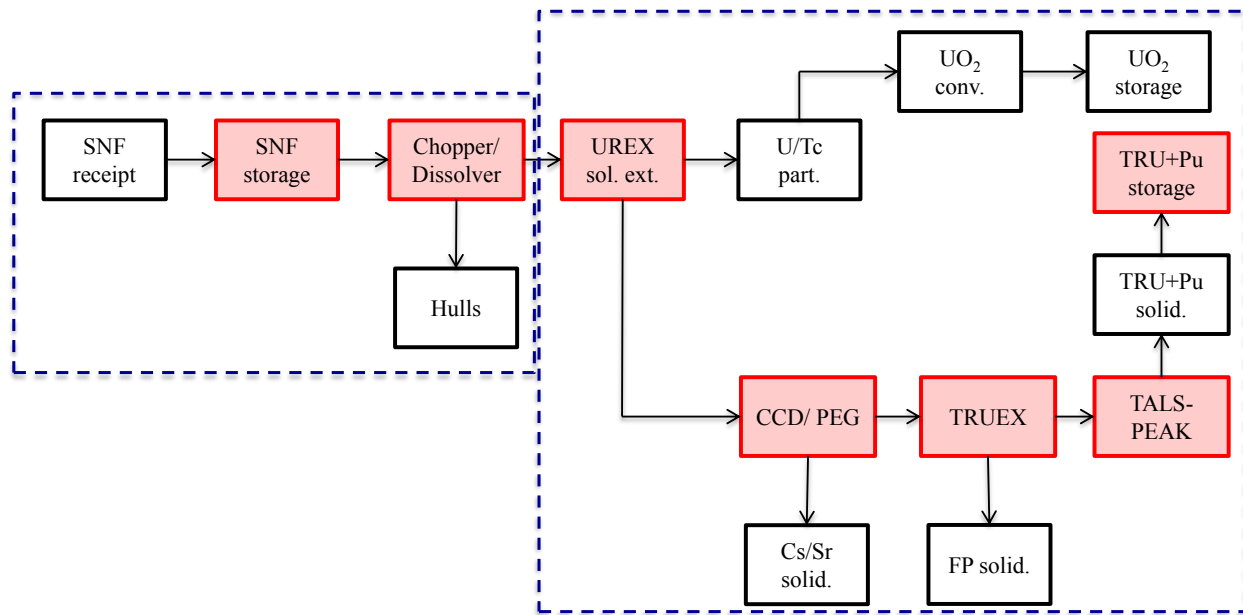 SNF
receipt
SNF
storage
Chopper/
Dissolver
Hulls
UREX
sol. ext.
U/Tc
part.
UO₂
conv.
UO₂
storage
TRU+Pu
storage
TRU+Pu
solid.
CCD/ PEG
TRUEX
TALS-
PEAK
Cs/Sr
solid.
FP solid.